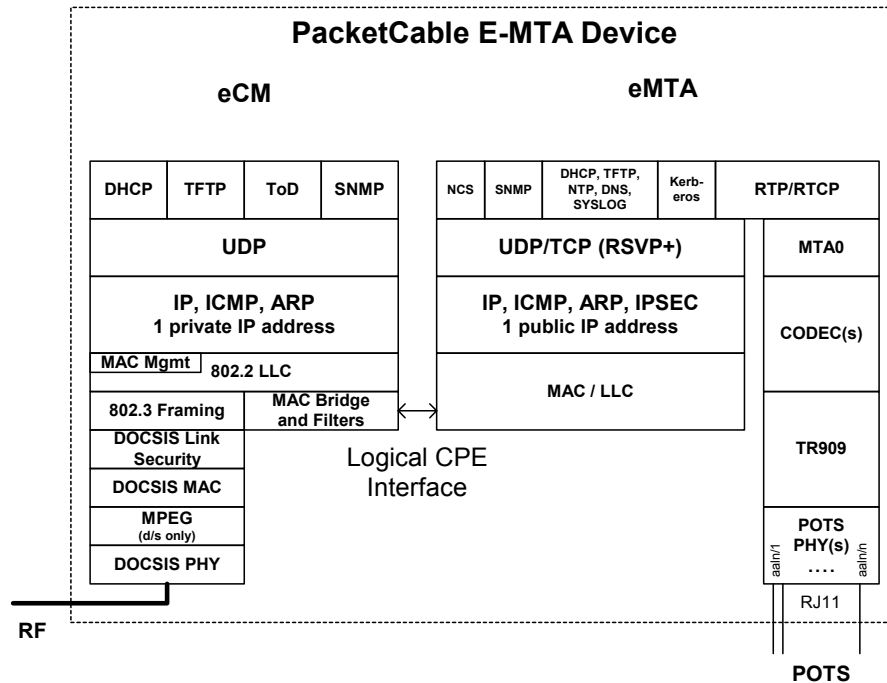 PacketCable E-MTA Device
eCM
eMTA
DHCP
TFTP
ToD
SNMP
NCS
SNMP
DHCP, TFTP,
NTP, DNS,
SYSLOG
Kerb-
eros
RTP/RTCP
UDP
UDP/TCP (RSVP+)
MTA0
IP, ICMP, ARP
1 private IP address
IP, ICMP, ARP, IPSEC
1 public IP address
CODEC(s)
MAC Mgmt
802.2 LLC
MAC / LLC
802.3 Framing
MAC Bridge
and Filters
DOCSIS Link
Security
Logical CPE
Interface
TR909
DOCSIS MAC
MPEG
(d/s only)
POTS
PHY(s)
aaln/1
....
aaln/n
DOCSIS PHY
RJ11
RF
POTS